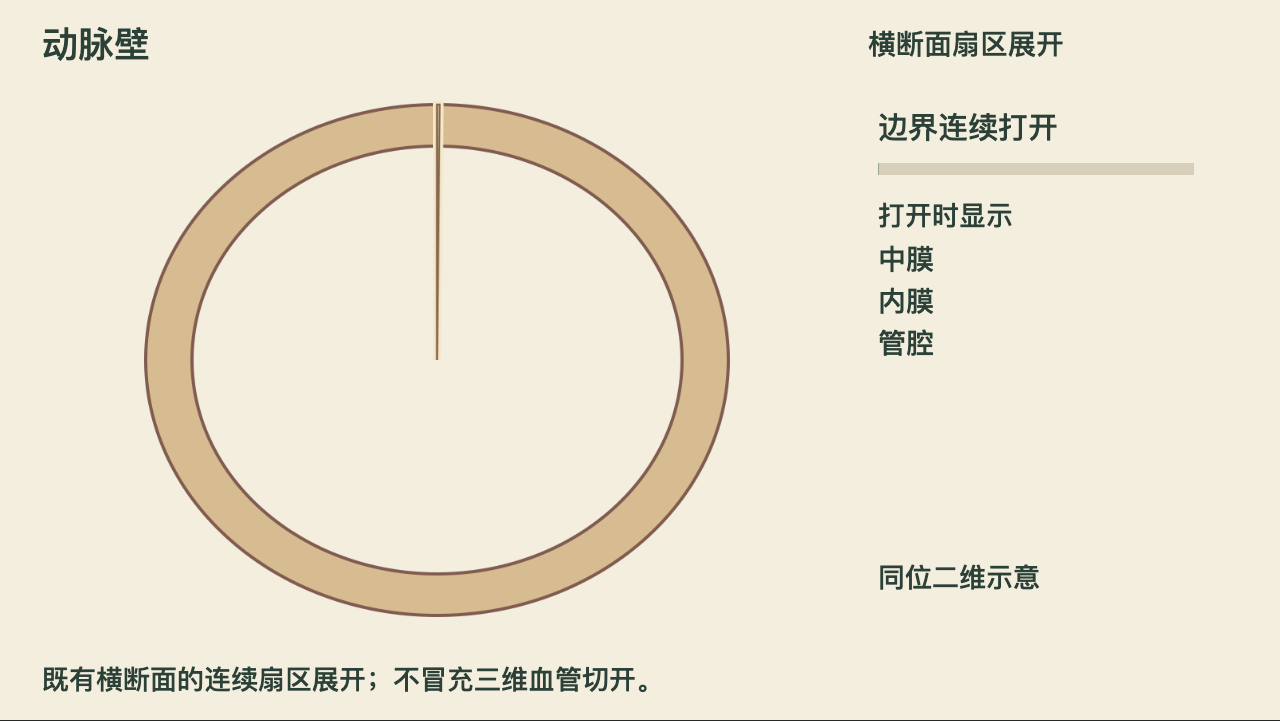 动脉壁
横断面扇区展开
边界连续打开
打开时显示
中膜
内膜
管腔
同位二维示意
既有横断面的连续扇区展开；不冒充三维血管切开。